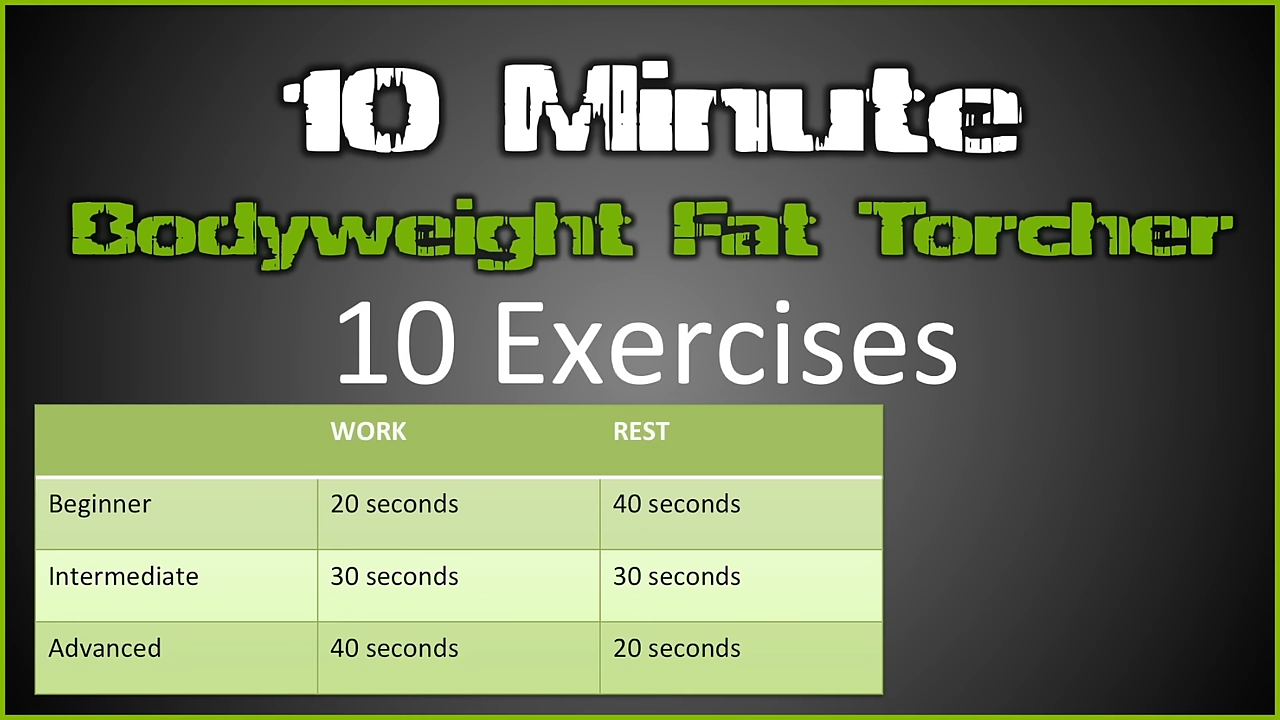 10 Minute
Bodyweight Fat Torcher
10 Exercises
WORK REST
Beginner 20 seconds 40 seconds
Intermediate 30 seconds 30 seconds
Advanced 40 seconds 20 seconds